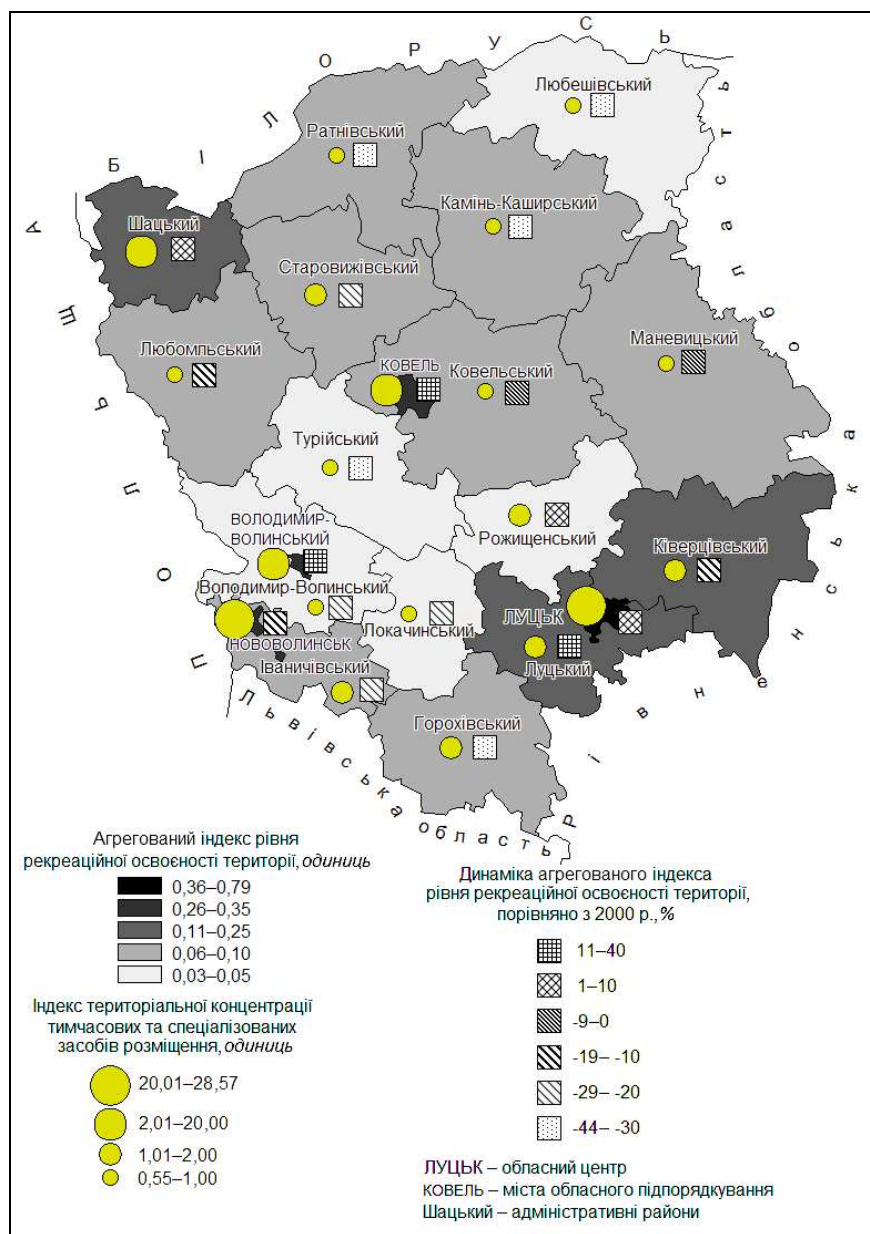 БІЛОРУСЬ
Любешівський
Ратнівський
Камінь-Каширський
Шацький
Старовижівський
Маневицький
Любомльський
КОВЕЛЬ
Ковельський
Турійський
ВОЛОДИМИР-
ВОЛИНСЬКИЙ
Рожищенський
Ківерцівський
Володимир-Волинський
ЛУЦЬК
Локачинський
НОВОВОЛИНСЬК
Луцький
Іваничівський
Горохівський
ПОЛЬЩА
Львівська область
Рівненська область
Агрегований індекс рівня
рекреаційної освоєності території, одиниць
0,36–0,79
0,26–0,35
0,11–0,25
0,06–0,10
0,03–0,05
Індекс територіальної концентрації
тимчасових та спеціалізованих
засобів розміщення, одиниць
20,01–28,57
2,01–20,00
1,01–2,00
0,55–1,00
Динаміка агрегованого індекса
рівня рекреаційної освоєності території,
порівняно з 2000 р., %
11–40
1–10
-9–0
-19– -10
-29– -20
-44– -30
ЛУЦЬК – обласний центр
КОВЕЛЬ – міста обласного підпорядкування
Шацький – адміністративні райони